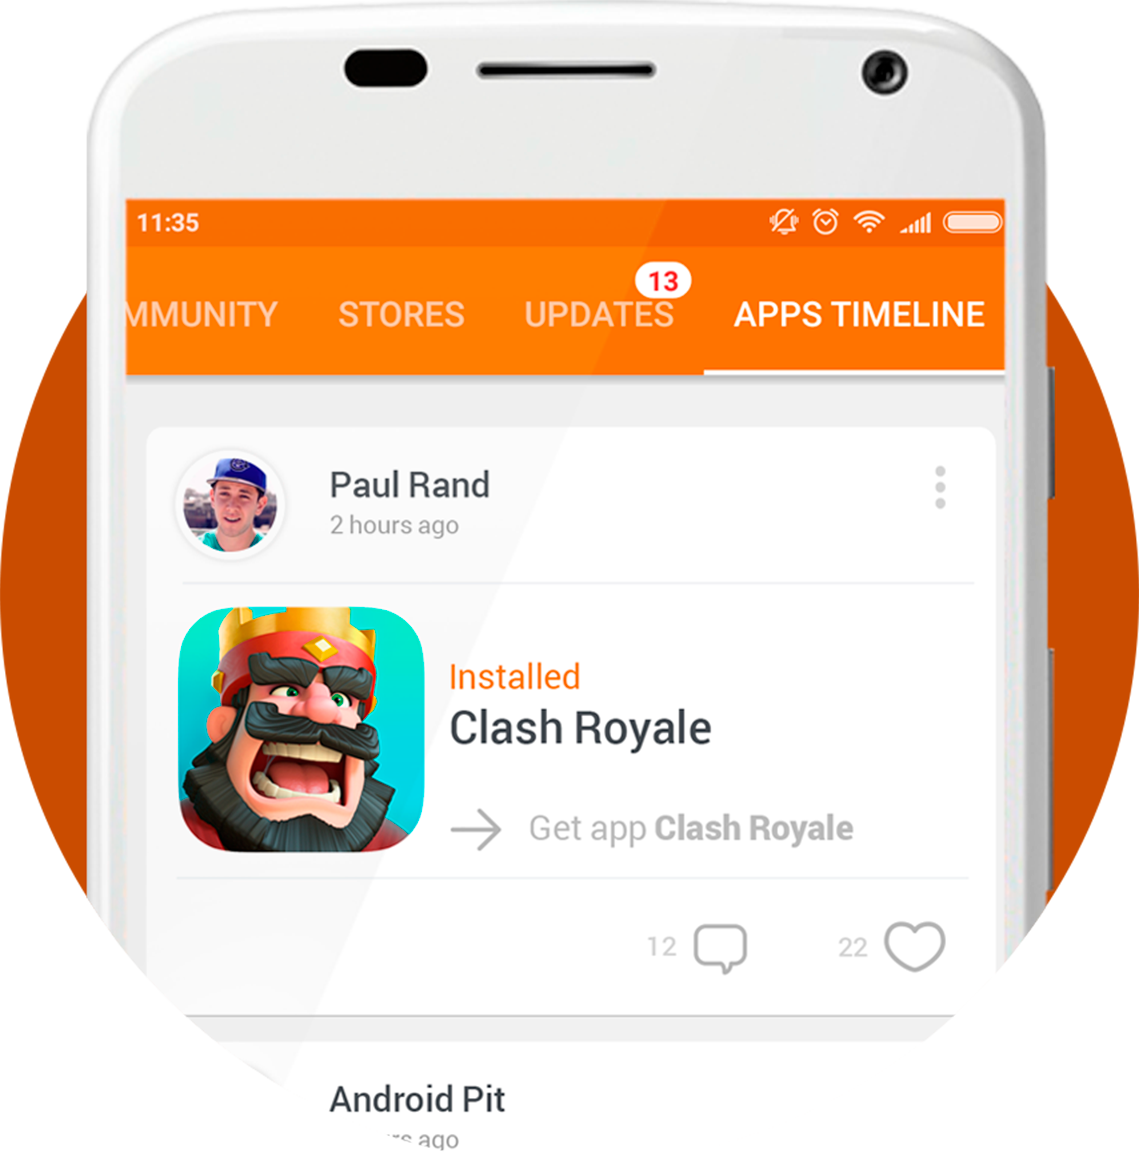 11:35
MMUNITY STORES UPDATES 13 APPS TIMELINE
Paul Rand
2 hours ago
Installed
Clash Royale
Get app Clash Royale
12 22
Android Pit
ago